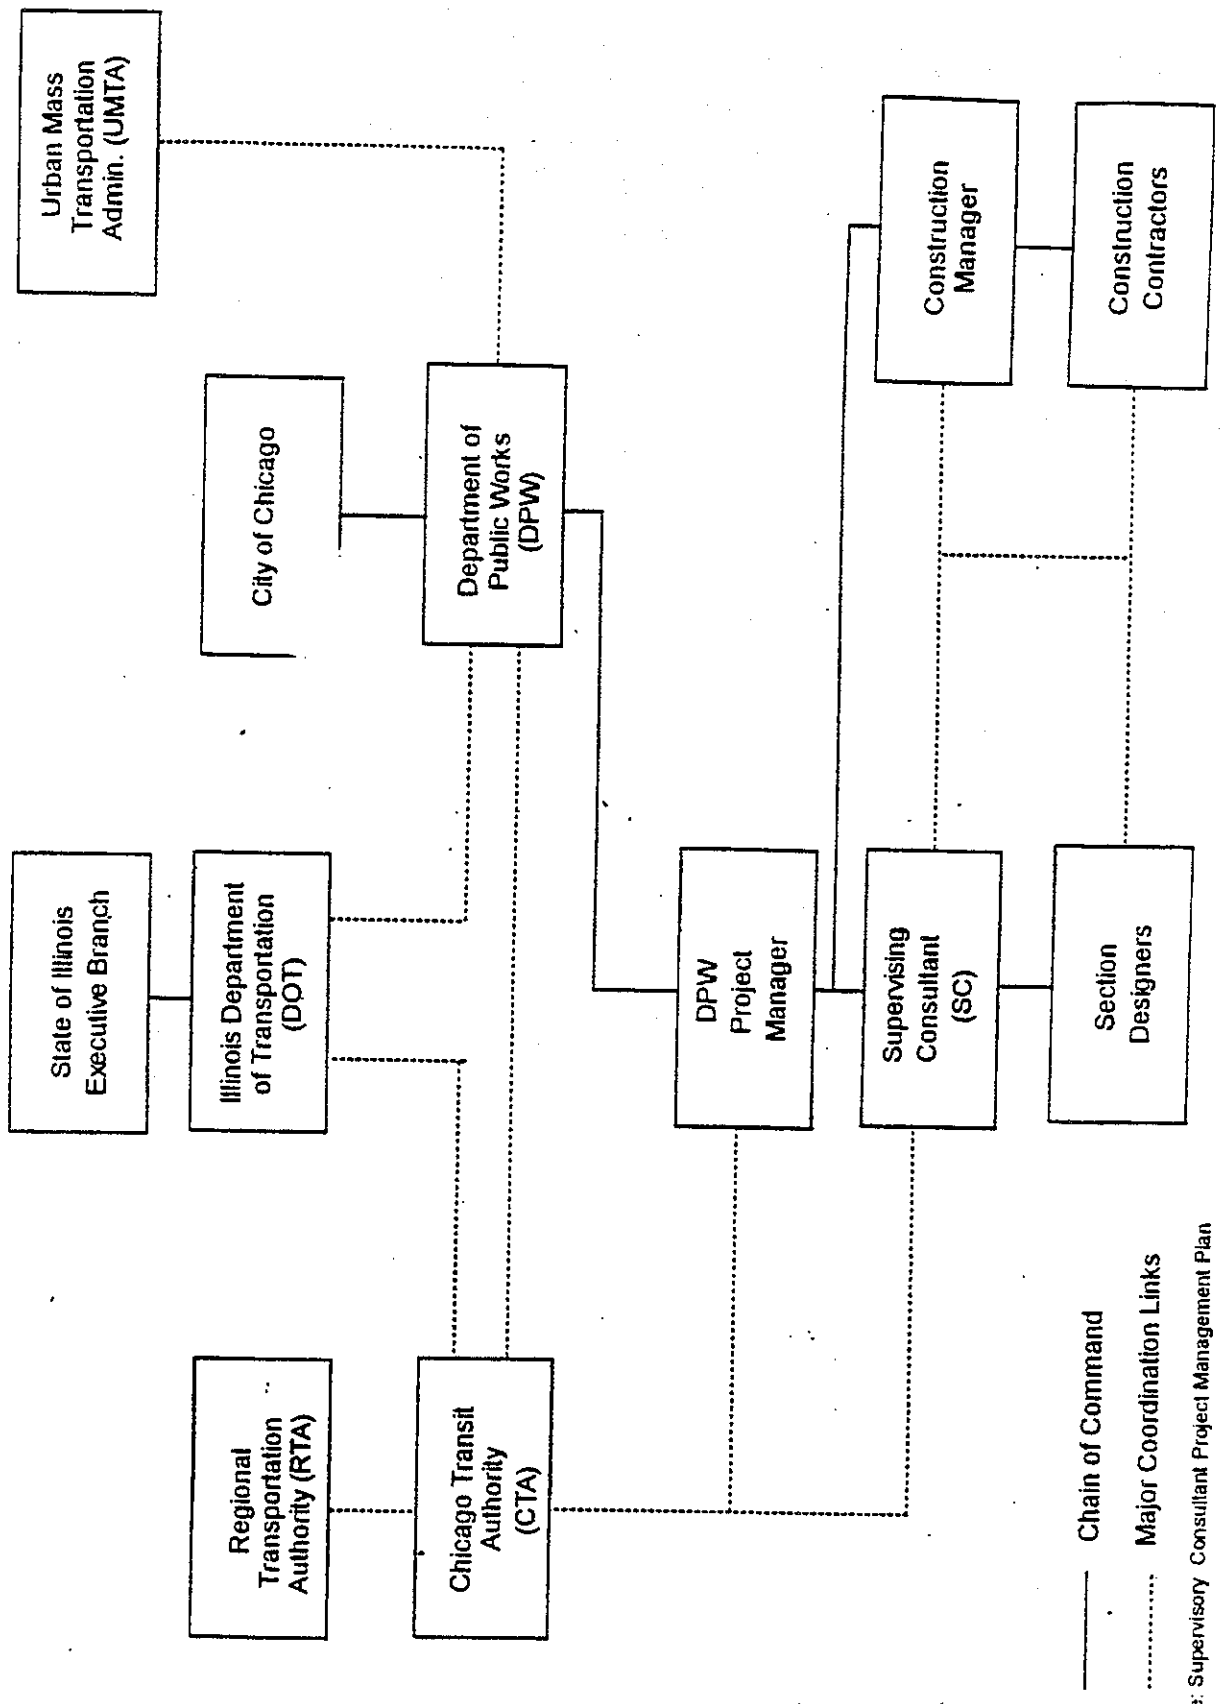 Urban Mass
Transportation
Admin. (UMTA)
State of Illinois
Executive Branch
City of Chicago
Regional
Transportation
Authority (RTA)
Illinois Department
of Transportation
(DOT)
Chicago Transit
Authority
(CTA)
Department of
Public Works
(DPW)
DPW
Project
Manager
Supervising
Consultant
(SC)
Construction
Manager
Section
Designers
Construction
Contractors
Chain of Command
Major Coordination Links
Supervisory Consultant Project Management Plan